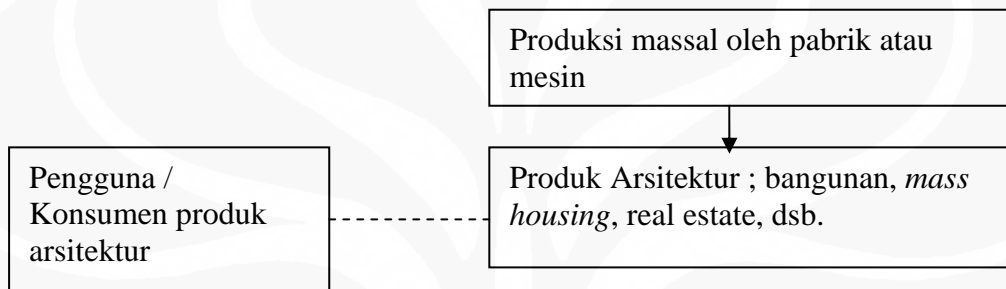 Produksi massal oleh pabrik atau
mesin
Pengguna /
Konsumen produk
arsitektur
Produk Arsitektur ; bangunan, mass
housing, real estate, dsb.